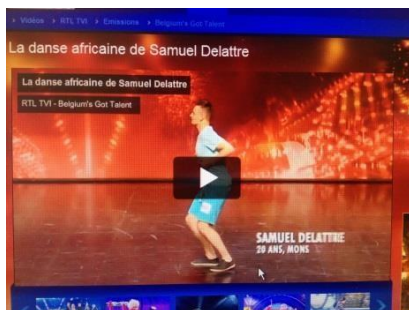 › Vidéos › RTL TVI › Emissions › Belgium's Got Talent
La danse africaine de Samuel Delattre
La danse africaine de Samuel Delattre
RTL TVI - Belgium's Got Talent
SAMUEL DELATTRE
20 ANS, MONS